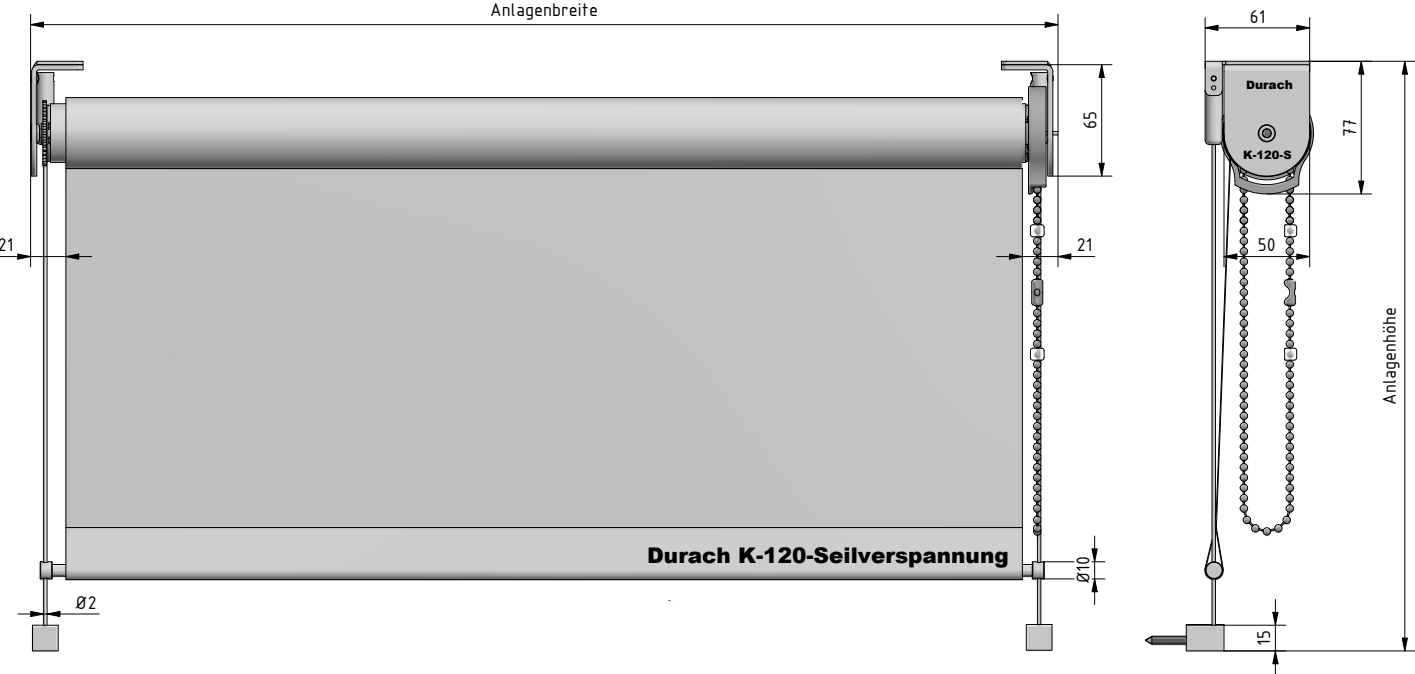 Anlagenbreite
61
Durach
65
77
K-120-S
21
21
50
Anlagenhöhe
Durach K-120-Seilverspannung
Ø10
Ø2
15